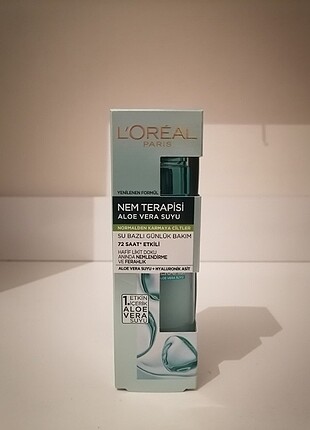 L'ORÉAL
PARIS
YENİLENEN FORMÜL
NEM TERAPİSİ
ALOE VERA SUYU
NORMALDEN KARMAYA CİLTLER
SU BAZLI GÜNLÜK BAKIM
72 SAAT* ETKİLİ
HAFİF LİKİT DOKU
ANINDA NEMLENDİRME
VE FERAHLIK
ALOE VERA SUYU + HYALURONİK ASİT
1. ETKİN
İÇERİK
ALOE
VERA
SUYU